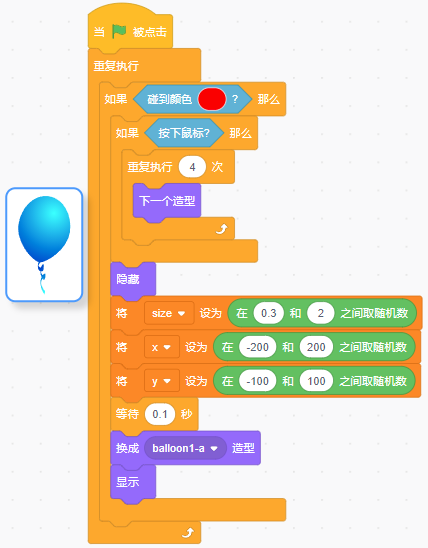 当 被点击
重复执行
如果 碰到颜色 ? 那么
如果 按下鼠标? 那么
重复执行 4 次
下一个造型
隐藏
将 size 设为 在 0.3 和 2 之间取随机数
将 x 设为 在 -200 和 200 之间取随机数
将 y 设为 在 -100 和 100 之间取随机数
等待 0.1 秒
换成 balloon1-a 造型
显示